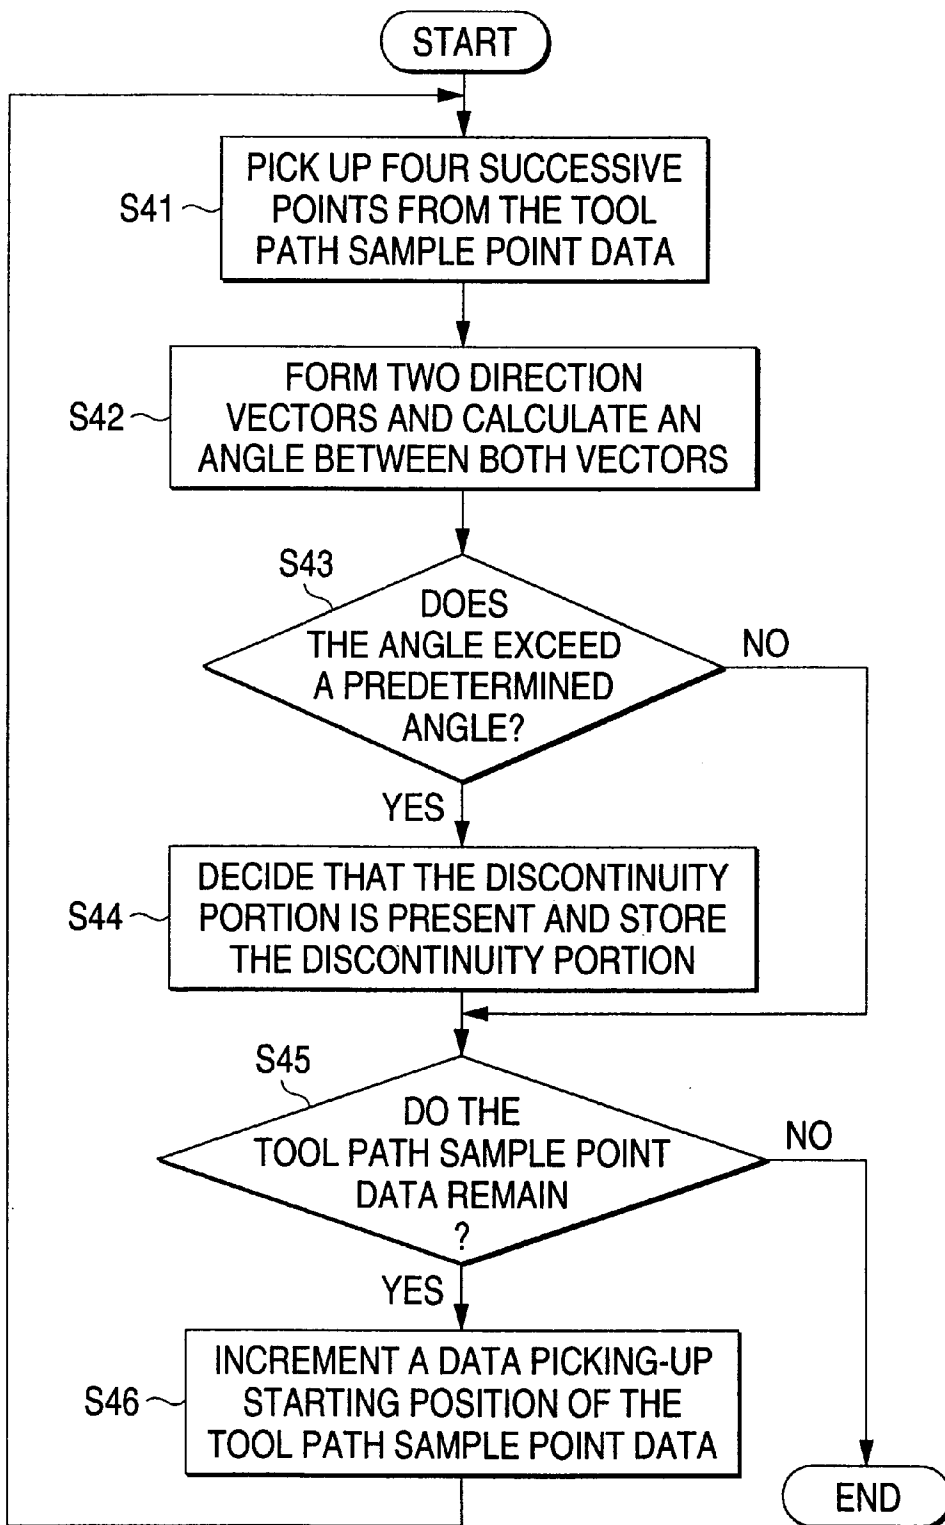 START
PICK UP FOUR SUCCESSIVE
POINTS FROM THE TOOL
PATH SAMPLE POINT DATA
S41
FORM TWO DIRECTION
VECTORS AND CALCULATE AN
ANGLE BETWEEN BOTH VECTORS
S42
S43
DOES
THE ANGLE EXCEED
A PREDETERMINED
ANGLE?
NO
YES
DECIDE THAT THE DISCONTINUITY
PORTION IS PRESENT AND STORE
THE DISCONTINUITY PORTION
S44
S45
DO THE
TOOL PATH SAMPLE POINT
DATA REMAIN
?
NO
YES
INCREMENT A DATA PICKING-UP
STARTING POSITION OF THE
TOOL PATH SAMPLE POINT DATA
S46
END